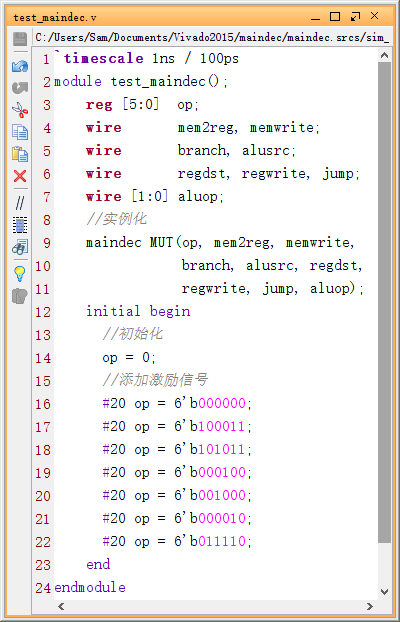 test_maindec.v
C:/Users/Sam/Documents/Vivado2015/maindec/maindec.srcs/sim_
1 `timescale 1ns / 100ps
2 module test_maindec();
3 reg [5:0] op;
4 wire mem2reg, memwrite;
5 wire branch, alusrc;
6 wire regdst, regwrite, jump;
7 wire [1:0] aluop;
8 //实例化
9 maindec MUT(op, mem2reg, memwrite,
10 branch, alusrc, regdst,
11 regwrite, jump, aluop);
12 initial begin
13 //初始化
14 op = 0;
15 //添加激励信号
16 #20 op = 6'b000000;
17 #20 op = 6'b100011;
18 #20 op = 6'b101011;
19 #20 op = 6'b000100;
20 #20 op = 6'b001000;
21 #20 op = 6'b000010;
22 #20 op = 6'b011110;
23 end
24 endmodule